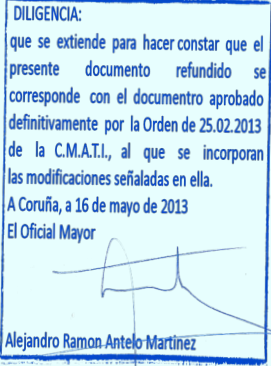 DILIGENCIA:
que se extiende para hacer constar que el
presente documento refundido se
corresponde con el documentro aprobado
definitivamente por la Orden de 25.02.2013
de la C.M.A.T.I., al que se incorporan
las modificaciones señaladas en ella.
A Coruña, a 16 de mayo de 2013
El Oficial Mayor
Alejandro Ramon Antelo Martinez